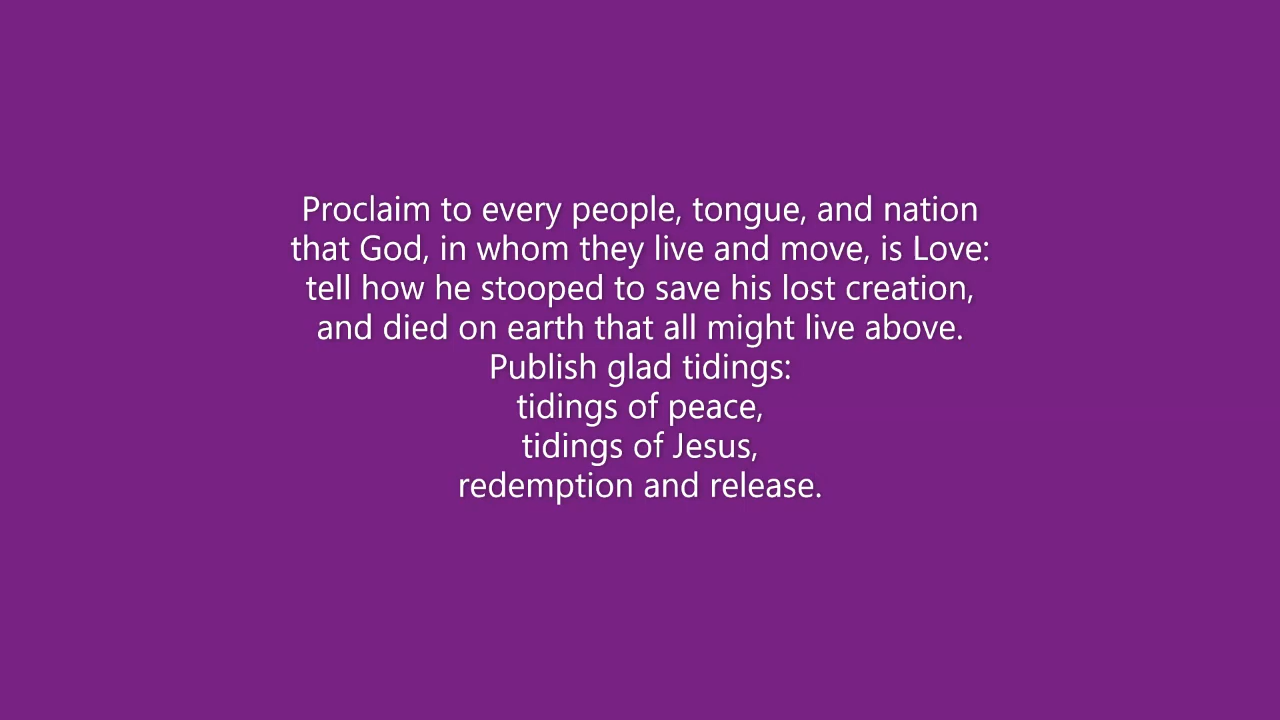 Proclaim to every people, tongue, and nation
that God, in whom they live and move, is Love:
tell how he stooped to save his lost creation,
and died on earth that all might live above.
Publish glad tidings:
tidings of peace,
tidings of Jesus,
redemption and release.